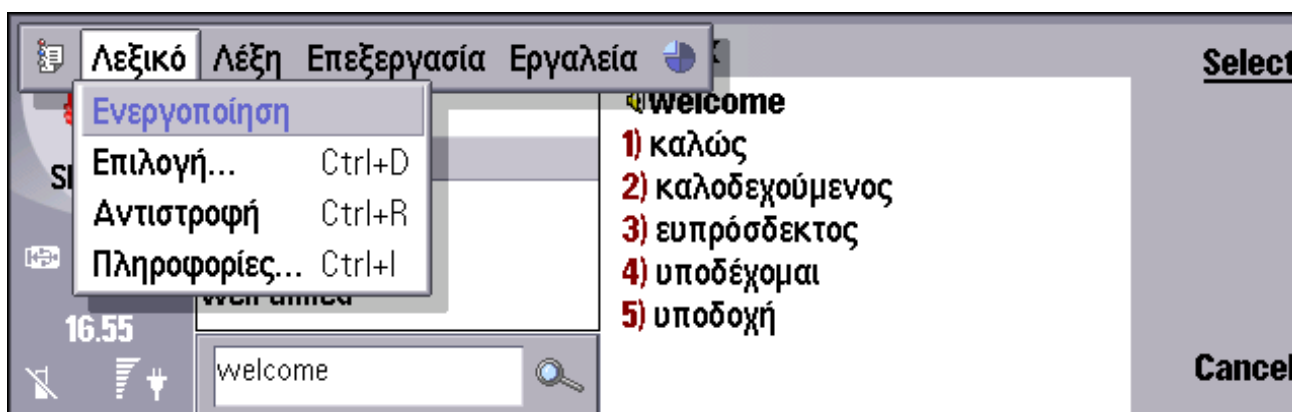 Λεξικό Λέξη Επεξεργασία Εργαλεία
Select
Ενεργοποίηση
Επιλογή... Ctrl+D
Αντιστροφή Ctrl+R
Πληροφορίες... Ctrl+I
welcome
1) καλώς
2) καλοδεχούμενος
3) ευπρόσδεκτος
4) υποδέχομαι
5) υποδοχή
16.55
welcome
Cancel